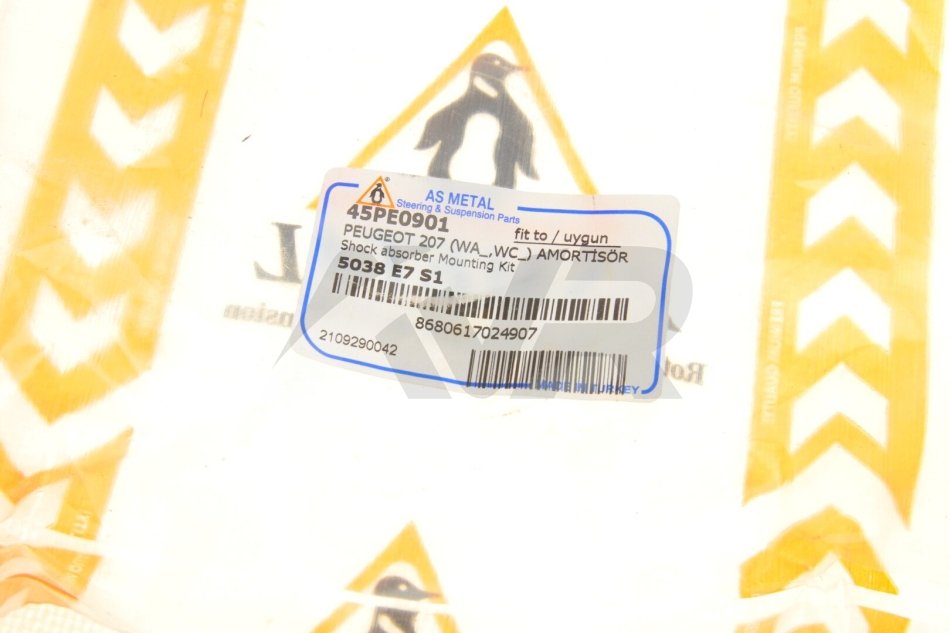 AS METAL
Steering & Suspension Parts
45PE0901
fit to / uygun
PEUGEOT 207 (WA_,WC_) AMORTİSÖR
Shock absorber Mounting Kit
5038 E7 S1
8680617024907
2109290042
MADE IN TURKEY